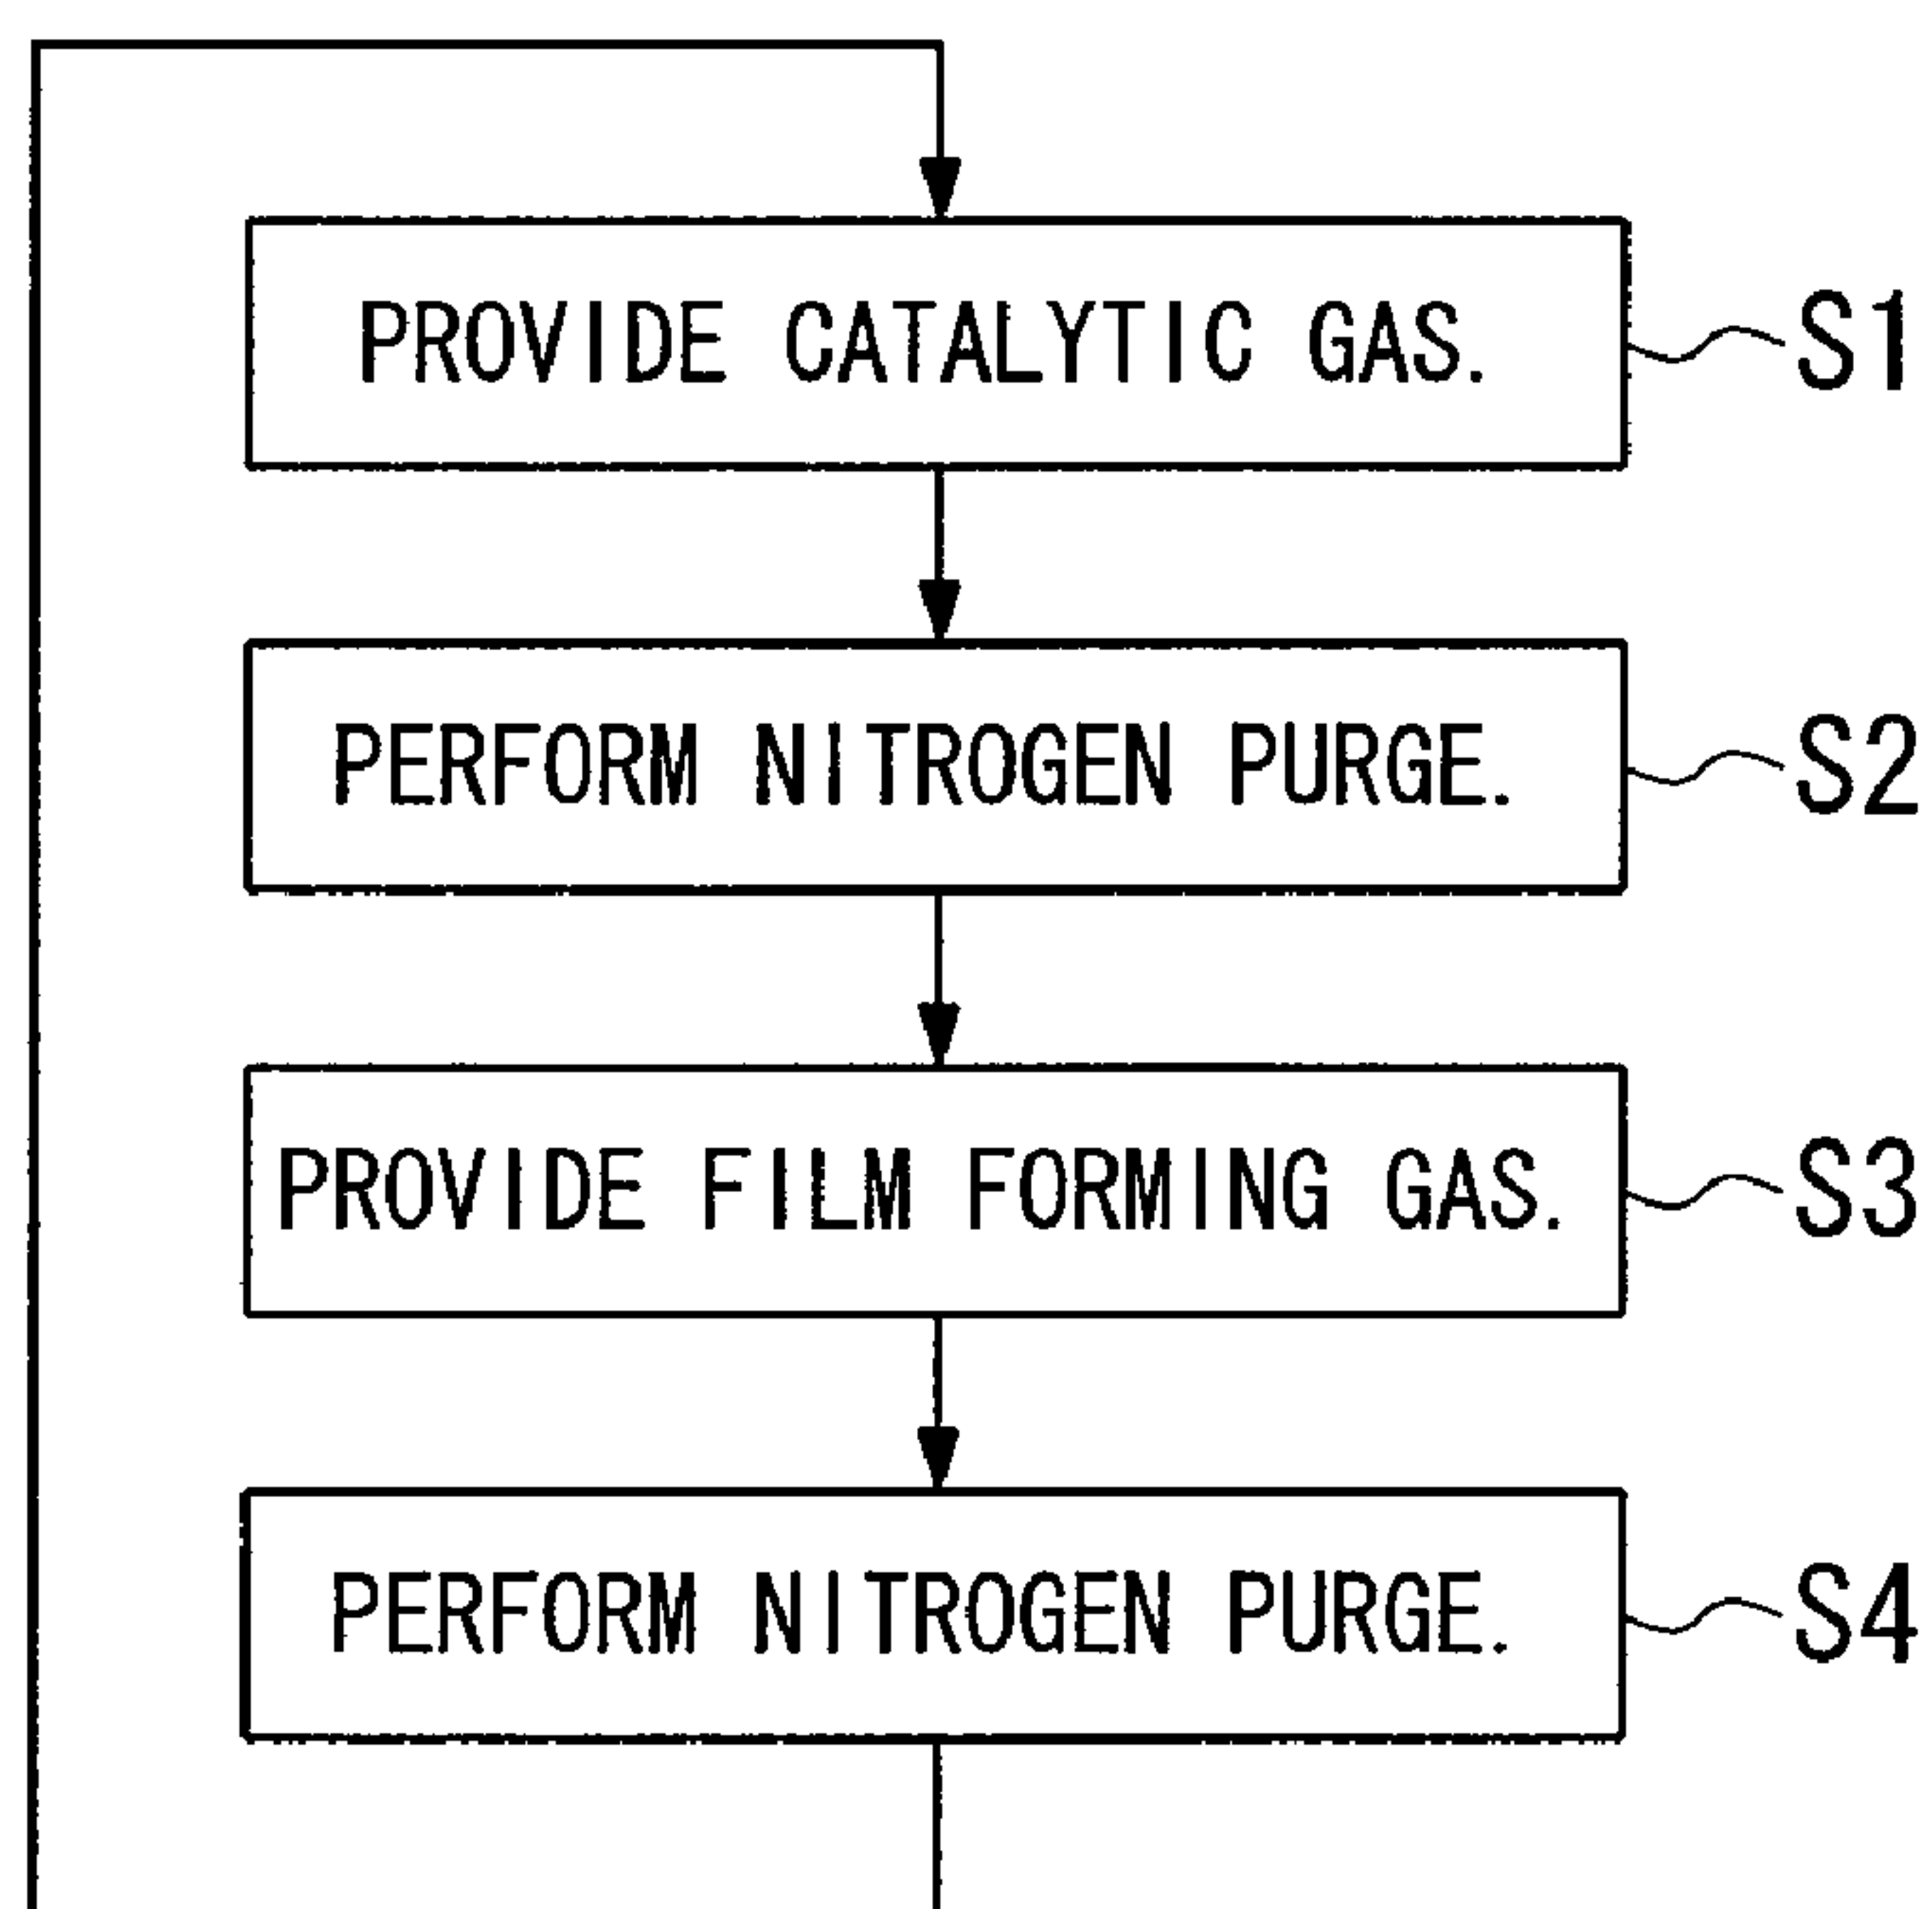 PROVIDE CATALYTIC GAS.
S1
PERFORM NITROGEN PURGE.
S2
PROVIDE FILM FORMING GAS.
S3
PERFORM NITROGEN PURGE.
S4